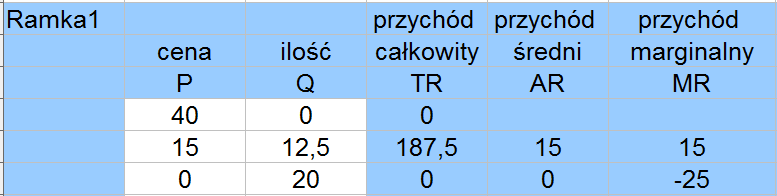 Ramka1 przychód przychód przychód
cena ilość całkowity średni marginalny
P Q TR AR MR
40 0 0
15 12,5 187,5 15 15
0 20 0 0 -25